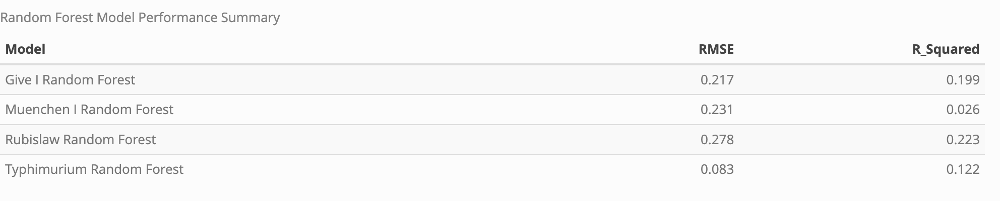 Random Forest Model Performance Summary
Model RMSE R_Squared
Give I Random Forest 0.217 0.199
Muenchen I Random Forest 0.231 0.026
Rubislaw Random Forest 0.278 0.223
Typhimurium Random Forest 0.083 0.122